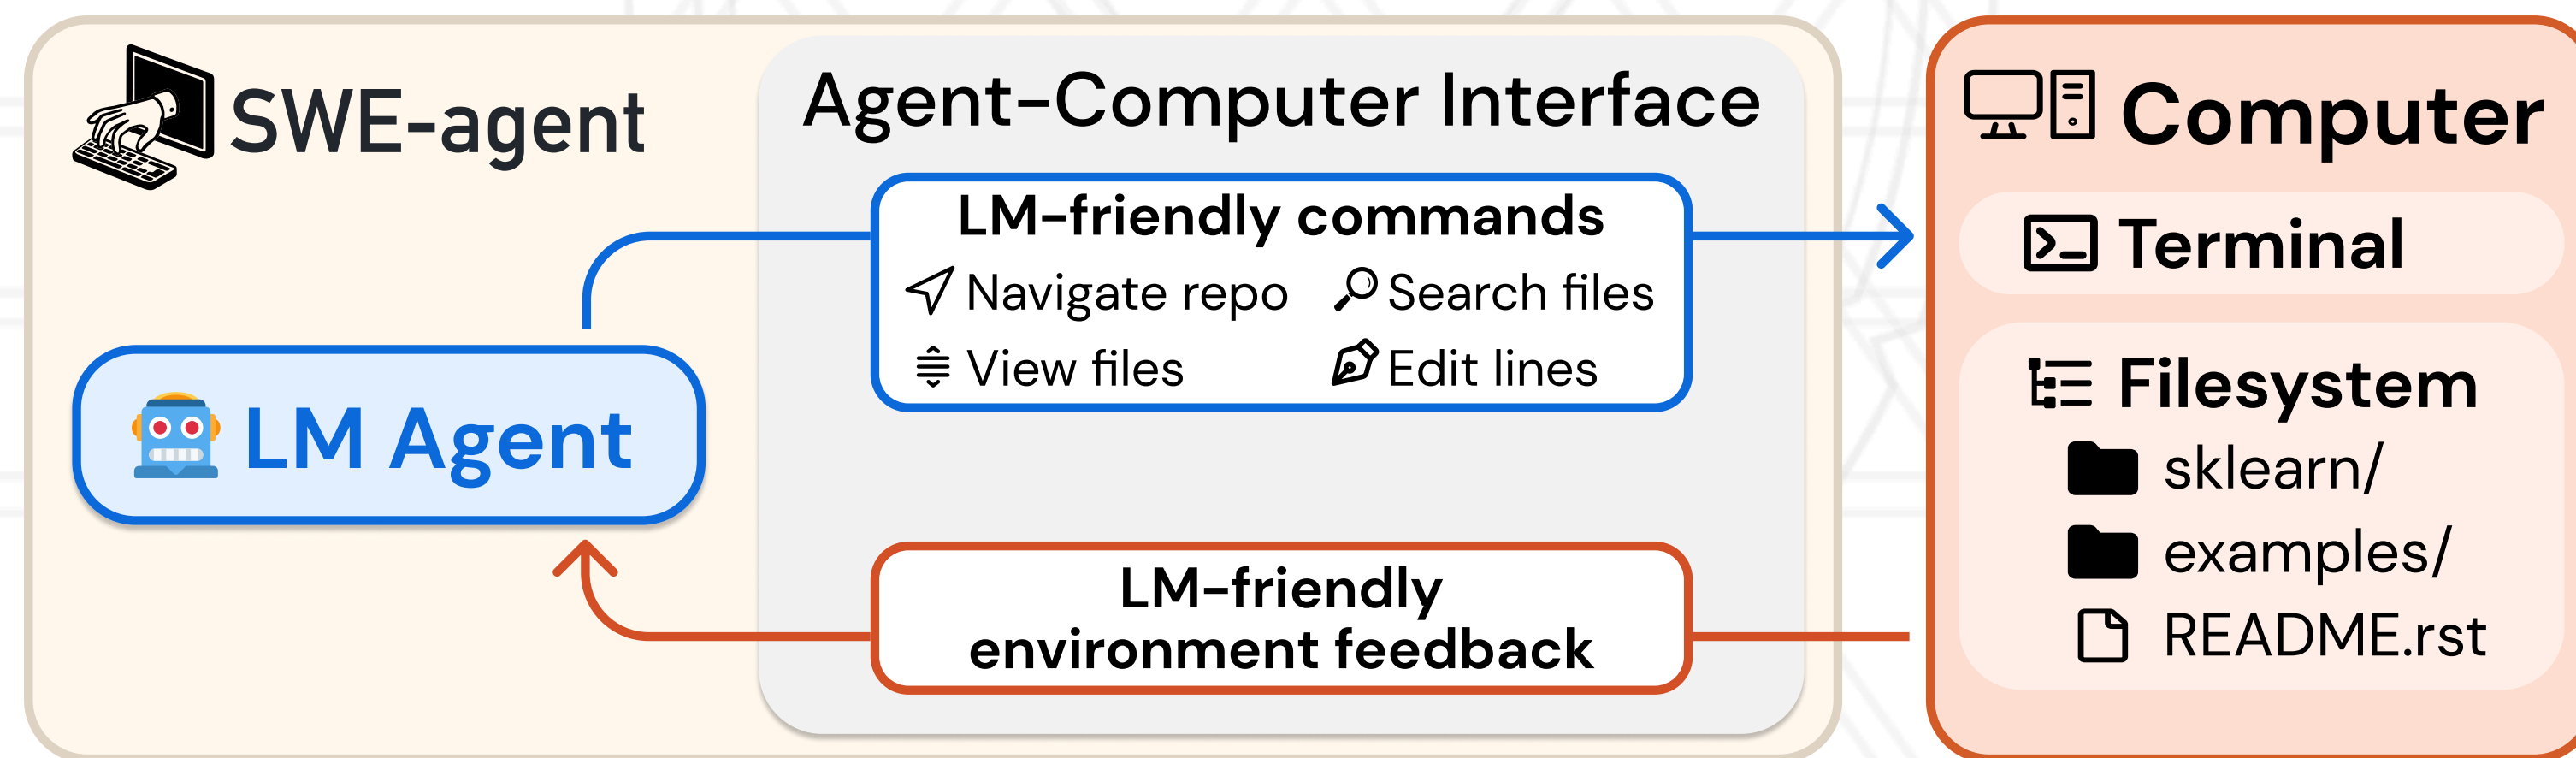 SWE-agent
Agent-Computer Interface
LM-friendly commands
Navigate repo
Search files
View files
Edit lines
LM Agent
LM-friendly
environment feedback
Computer
Terminal
Filesystem
sklearn/
examples/
README.rst